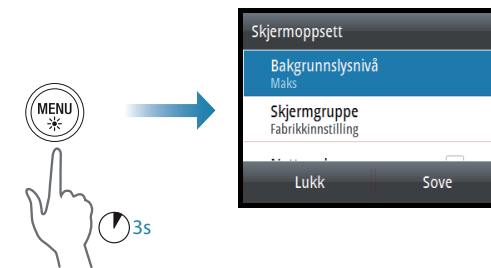 MENU
3s
Skjermoppsett
Bakgrunnslysnivå
Maks
Skjermgruppe
Fabrikkinnstilling
Lukk Sove